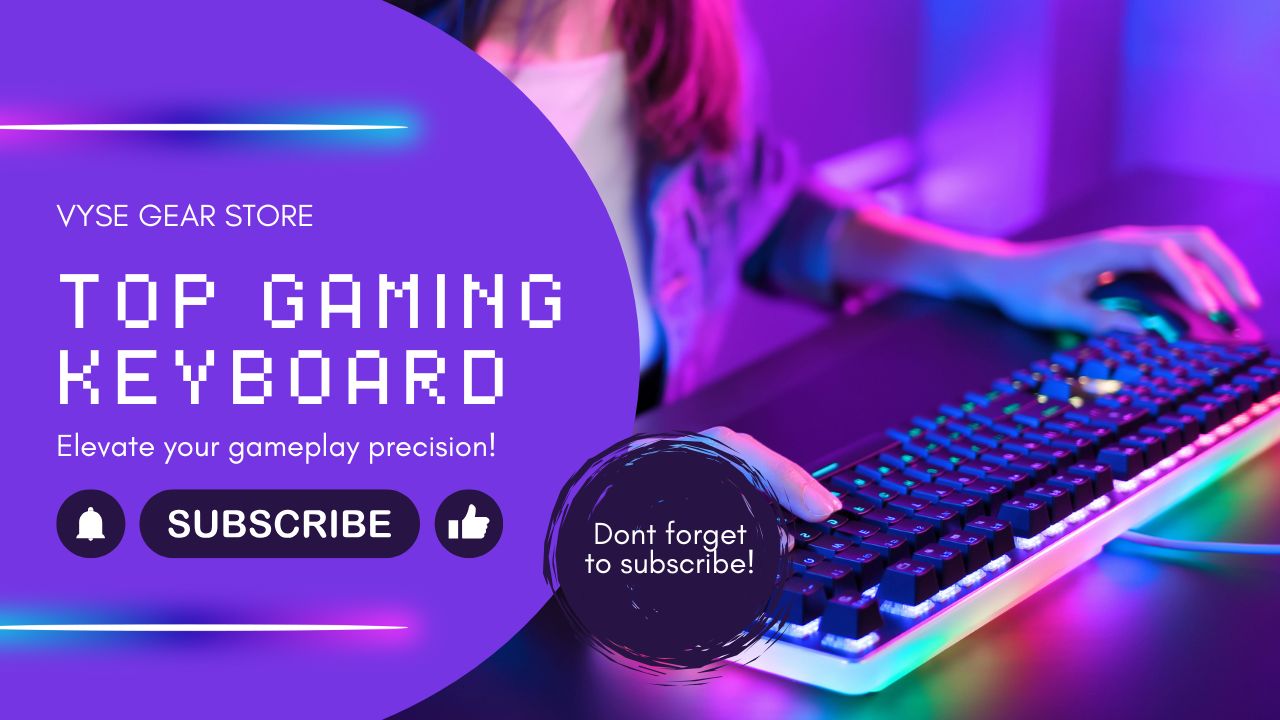 VYSE GEAR STORE
TOP GAMING
KEYBOARD
Elevate your gameplay precision!
SUBSCRIBE
Dont forget
to subscribe!